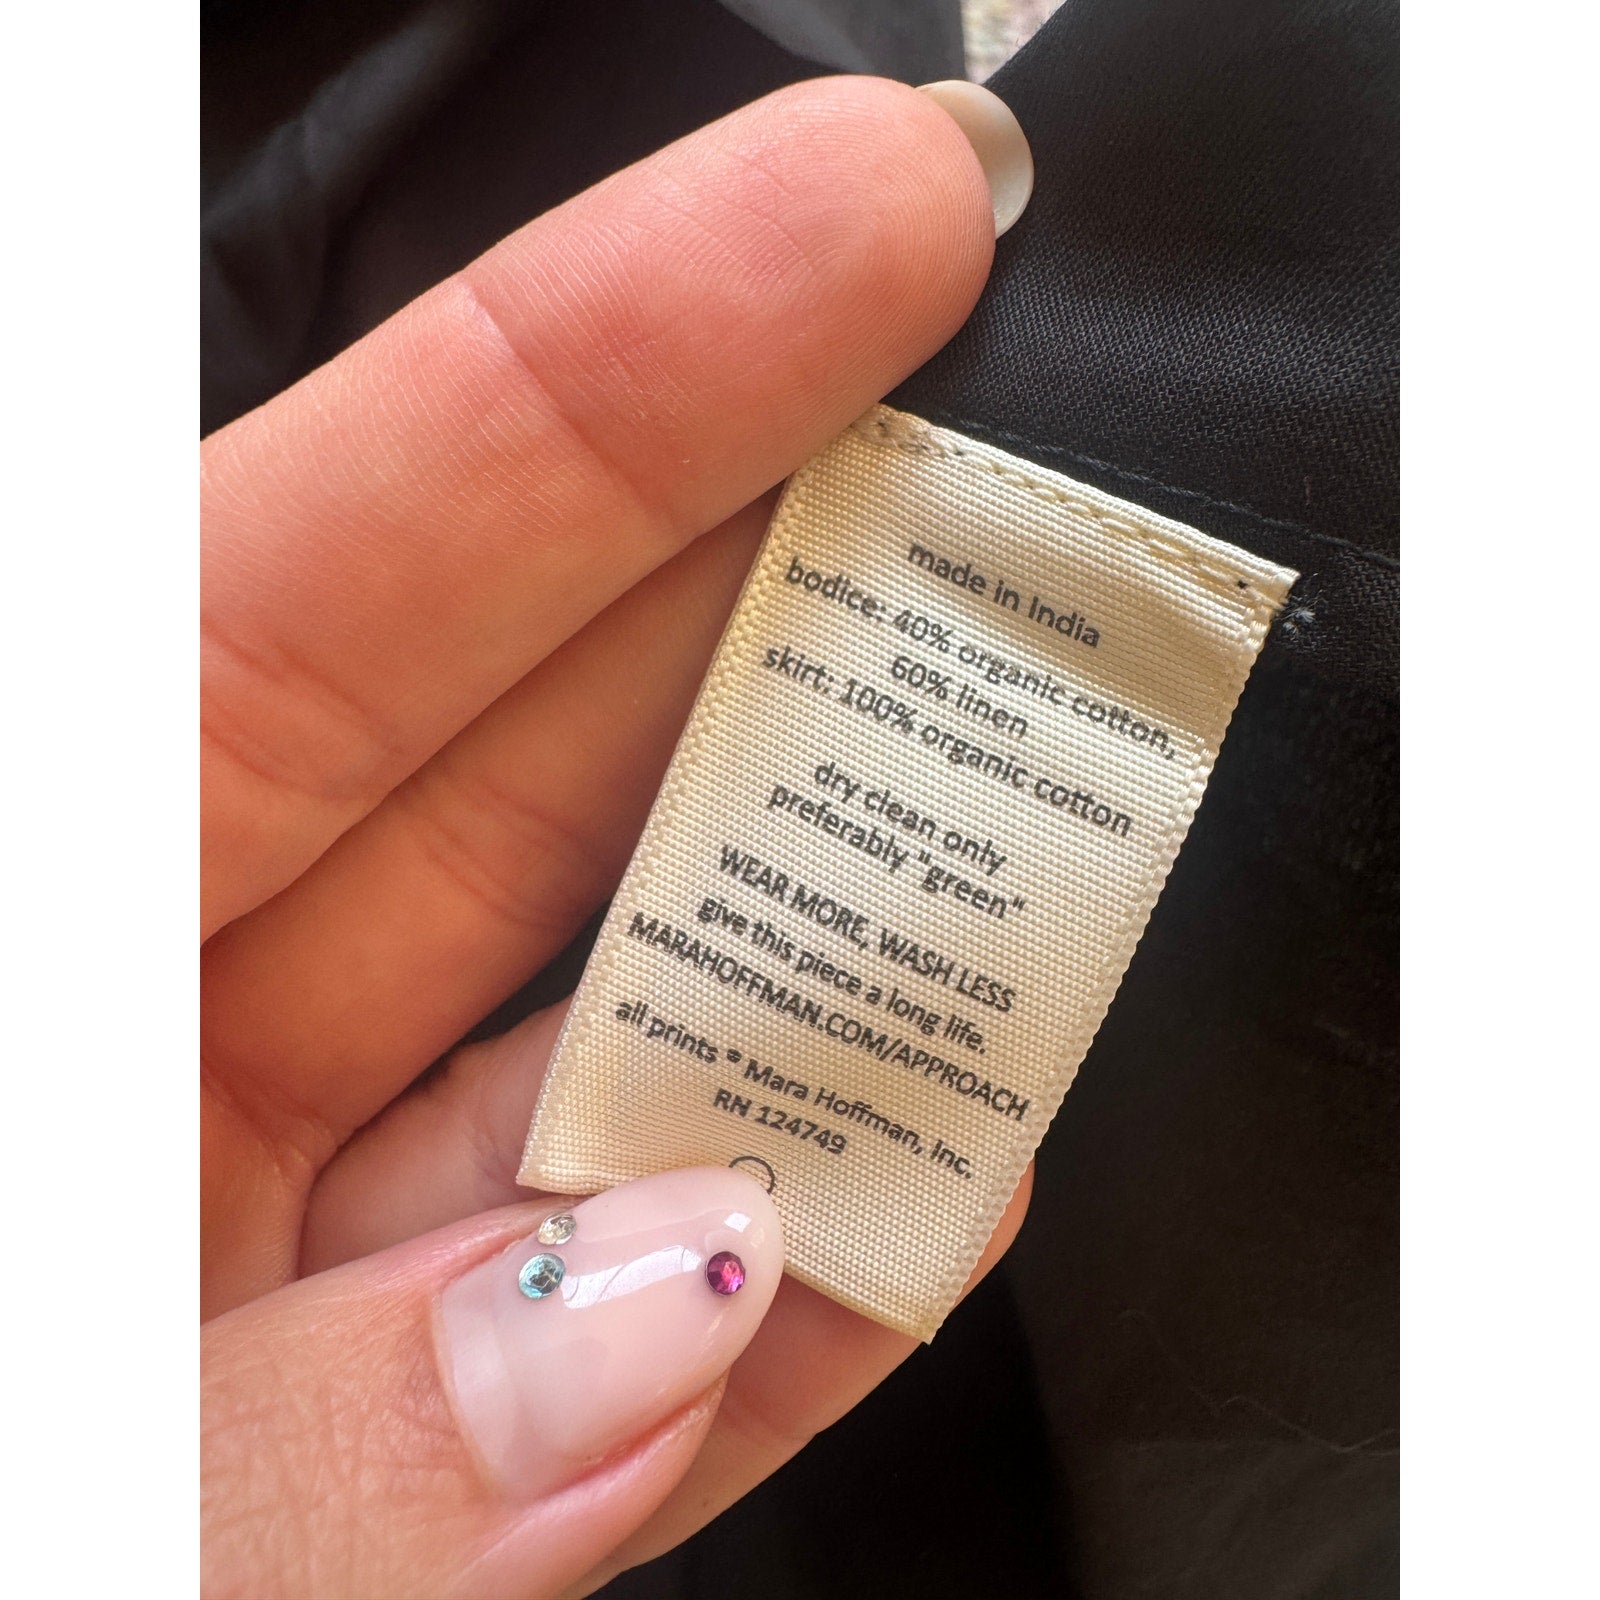 made in India
bodice: 40% organic cotton,
60% linen
skirt: 100% organic cotton
dry clean only
preferably "green"
WEAR MORE, WASH LESS
give this piece a long life.
MARAHOFFMAN.COM/APPROACH
all prints © Mara Hoffman, Inc.
RN 124749